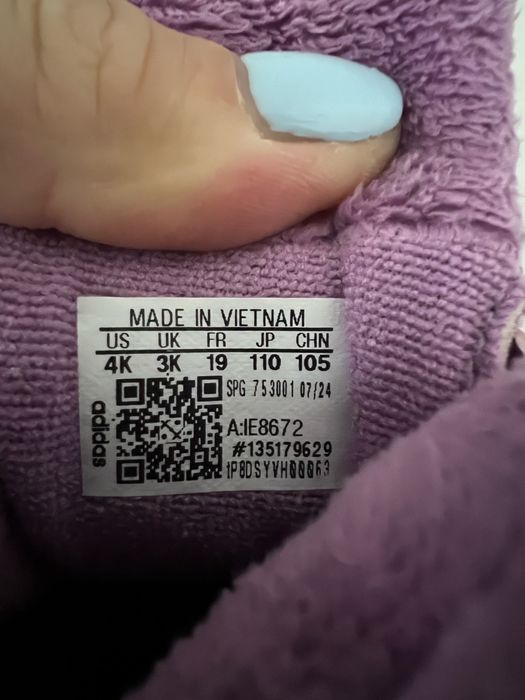 MADE IN VIETNAM
US UK FR JP CHN
4K 3K 19 110 105
adidas
SPG 753001 07/24
A:IE8672
#135179629